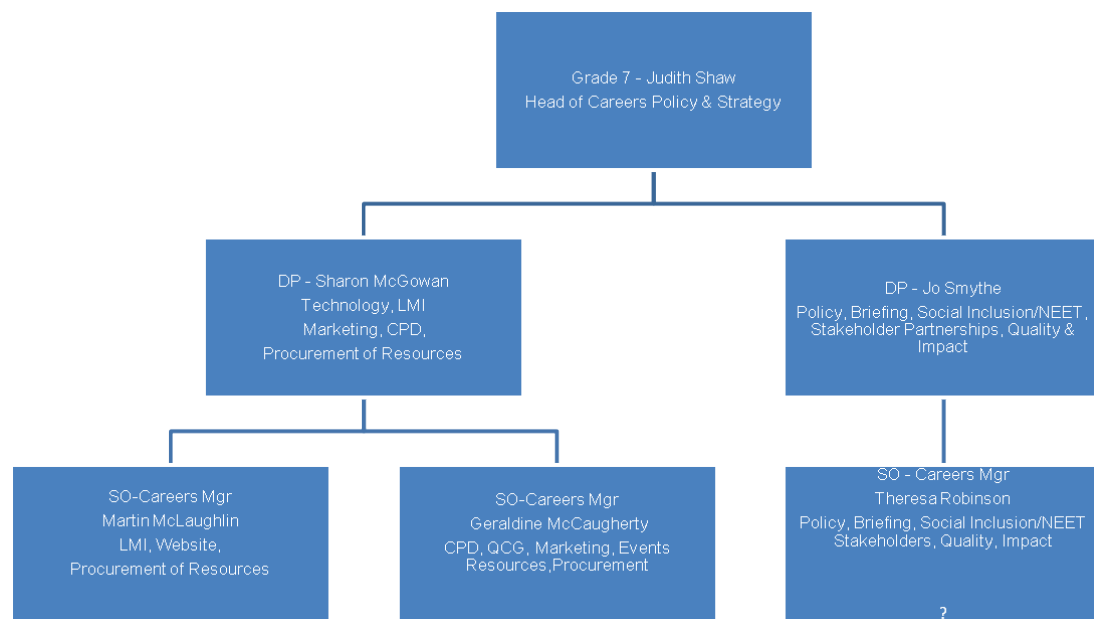 Grade 7 - Judith Shaw
Head of Careers Policy & Strategy
DP - Sharon McGowan
Technology, LMI
Marketing, CPD,
Procurement of Resources
DP - Jo Smythe
Policy, Briefing, Social Inclusion/NEET,
Stakeholder Partnerships, Quality &
Impact
SO-Careers Mgr
Martin McLaughlin
LMI, Website,
Procurement of Resources
SO-Careers Mgr
Geraldine McCaugherty
CPD, QCG, Marketing, Events
Resources,Procurement
SO - Careers Mgr
Theresa Robinson
Policy, Briefing, Social Inclusion/NEET
Stakeholders, Quality, Impact
?